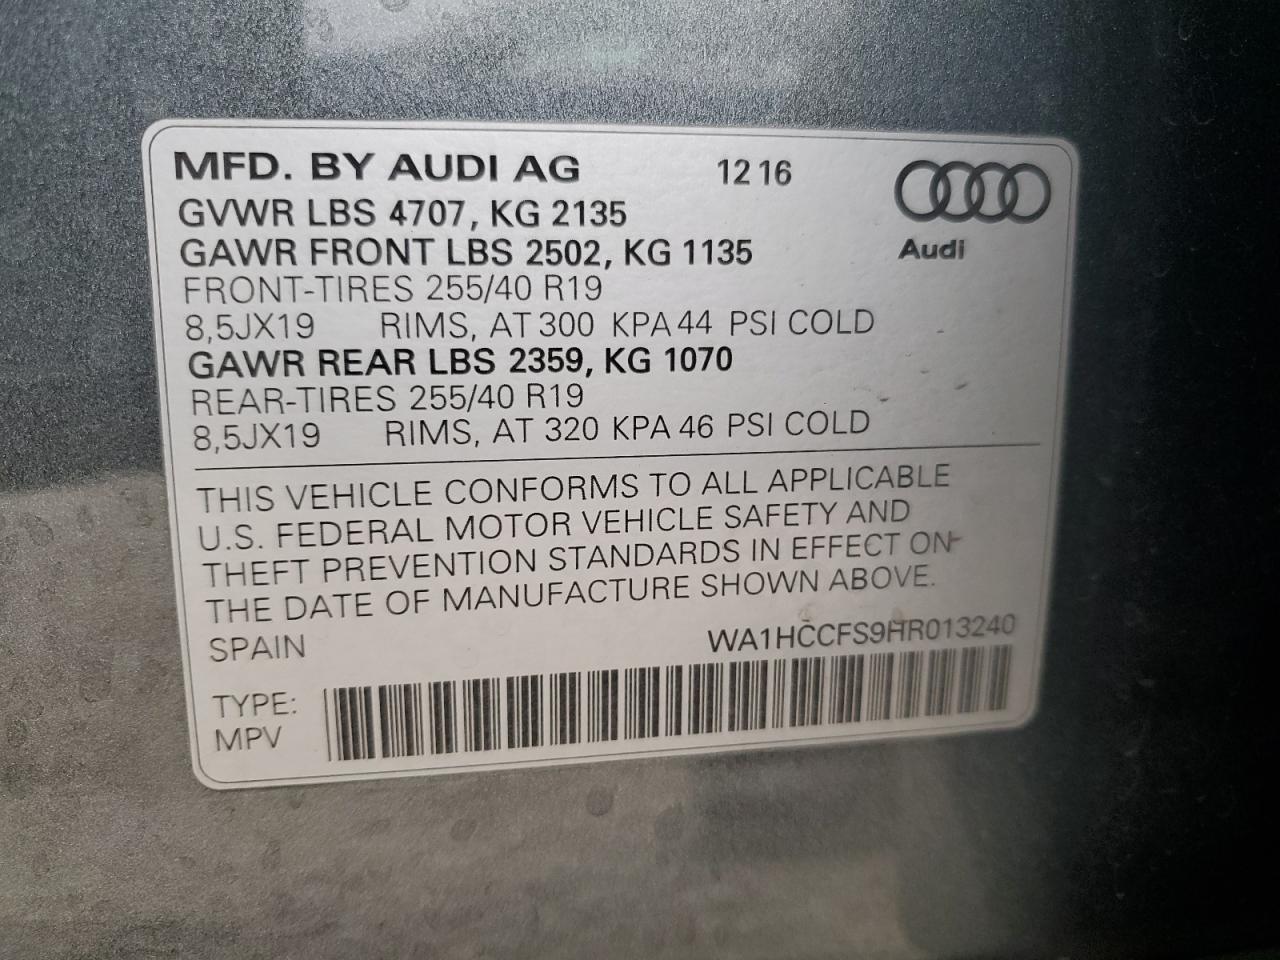 MFD. BY AUDI AG 12 16
GVWR LBS 4707, KG 2135
GAWR FRONT LBS 2502, KG 1135
Audi
FRONT-TIRES 255/40 R19
8,5JX19 RIMS, AT 300 KPA 44 PSI COLD
GAWR REAR LBS 2359, KG 1070
REAR-TIRES 255/40 R19
8,5JX19 RIMS, AT 320 KPA 46 PSI COLD
THIS VEHICLE CONFORMS TO ALL APPLICABLE
U.S. FEDERAL MOTOR VEHICLE SAFETY AND
THEFT PREVENTION STANDARDS IN EFFECT ON
THE DATE OF MANUFACTURE SHOWN ABOVE.
SPAIN WA1HCCFS9HR013240
TYPE:
MPV